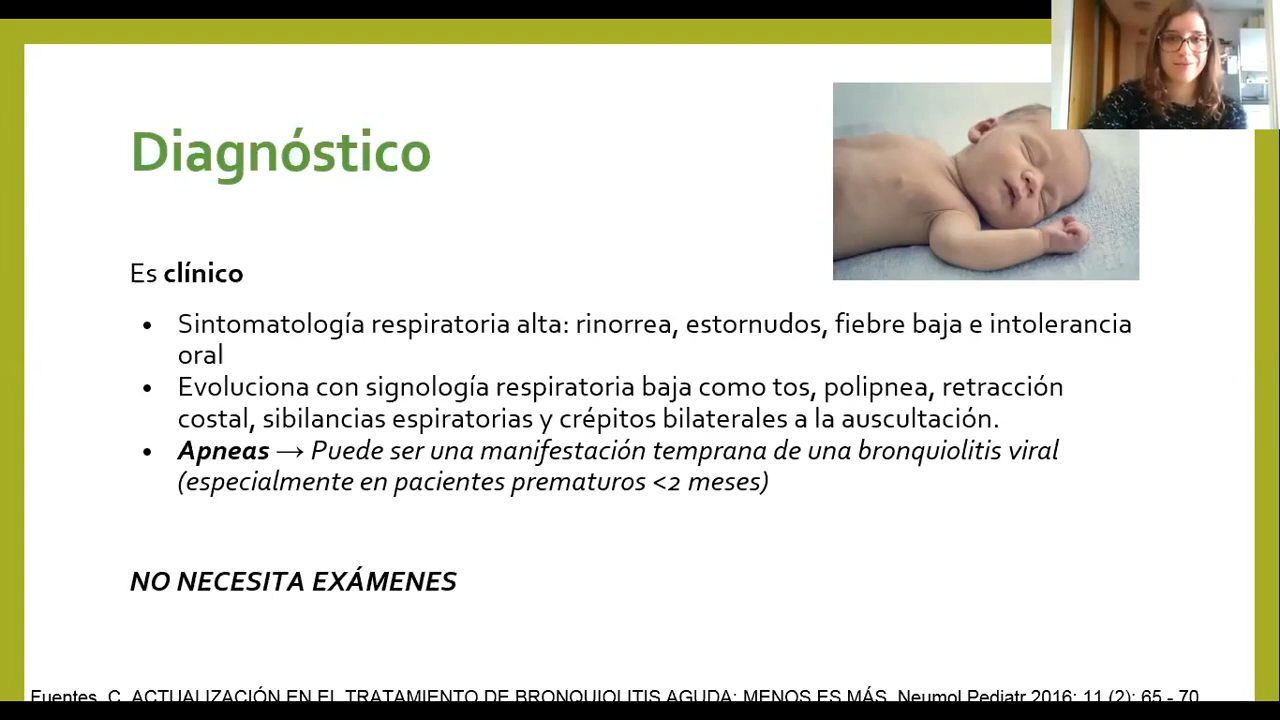 Diagnóstico
Es clínico
• Sintomatología respiratoria alta: rinorrea, estornudos, fiebre baja e intolerancia
oral
• Evoluciona con signología respiratoria baja como tos, polipnea, retracción
costal, sibilancias espiratorias y crépitos bilaterales a la auscultación.
• Apneas → Puede ser una manifestación temprana de una bronquiolitis viral
(especialmente en pacientes prematuros <2 meses)
NO NECESITA EXÁMENES
Fuentes, C. ACTUALIZACIÓN EN EL TRATAMIENTO DE BRONQUIOLITIS AGUDA: MENOS ES MÁS. Neumol Pediatr 2016; 11 (2): 65 - 70